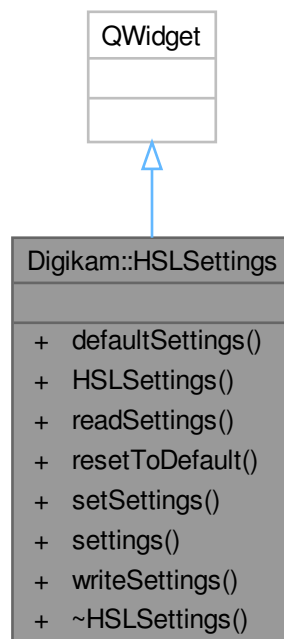 QWidget
Digikam::HSLSettings
+ defaultSettings()
+ HSLSettings()
+ readSettings()
+ resetToDefault()
+ setSettings()
+ settings()
+ writeSettings()
+ ~HSLSettings()